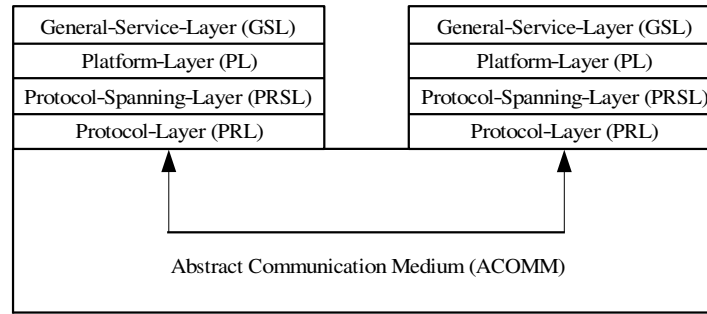 General-Service-Layer (GSL)
Platform-Layer (PL)
Protocol-Spanning-Layer (PRSL)
Protocol-Layer (PRL)
General-Service-Layer (GSL)
Platform-Layer (PL)
Protocol-Spanning-Layer (PRSL)
Protocol-Layer (PRL)
Abstract Communication Medium (ACOMM)